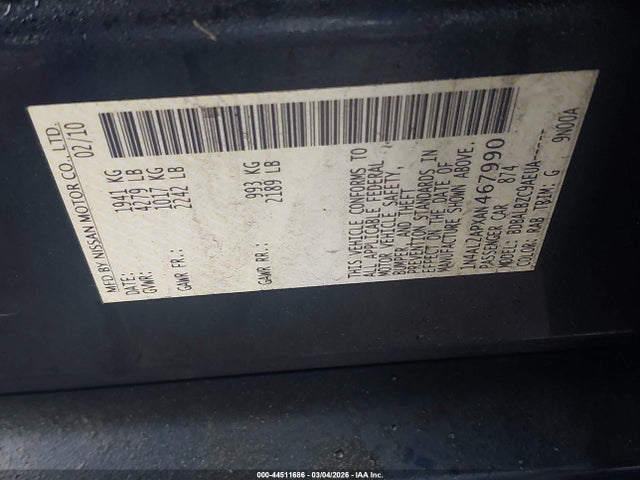 MFD BY NISSAN MOTOR CO., LTD.
DATE: 02/10
GVWR: 1941 KG
4279 LB
GAWR FR.: 1017 KG
2242 LB
GAWR RR.: 993 KG
2189 LB
THIS VEHICLE CONFORMS TO
ALL APPLICABLE FEDERAL
MOTOR VEHICLE SAFETY,
BUMPER, AND THEFT
PREVENTION STANDARDS IN
EFFECT ON THE DATE OF
MANUFACTURE SHOWN ABOVE.
1N4AL2APXAN467990
PASSENGER CAR 874
MODEL: BDBALBZC9AEUA
COLOR: RAB TRIM: G 9N00A
000-44511686 - 03/04/2026 - IAA Inc.